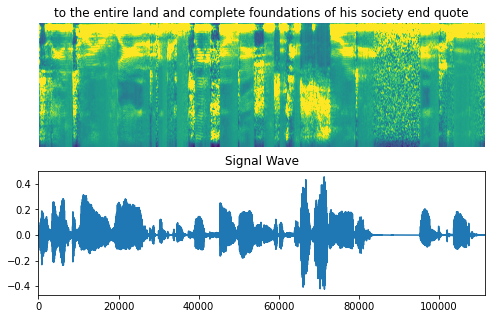 to the entire land and complete foundations of his society end quote
Signal Wave
0.4
0.2
0.0
−0.2
−0.4
0 20000 40000 60000 80000 100000